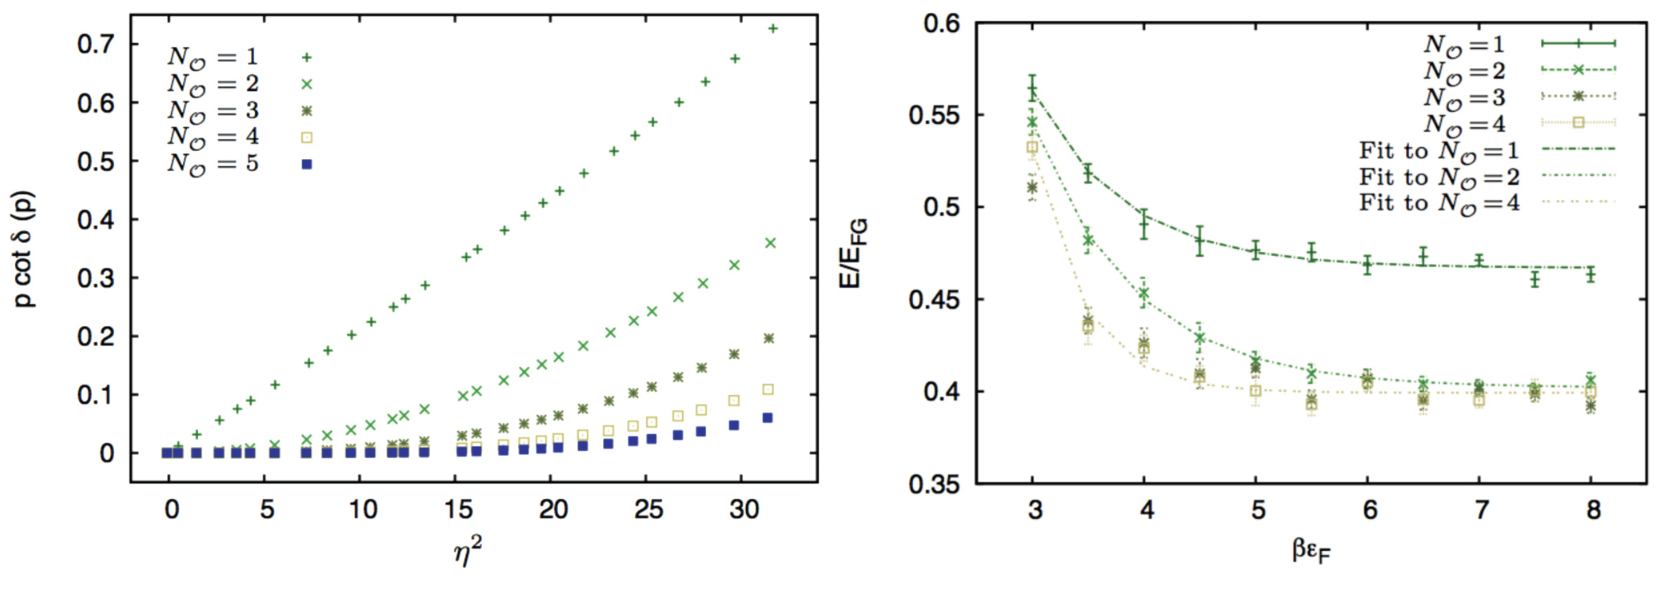 0.7
0.6
0.5
0.4
0.3
0.2
0.1
0
p cot δ (p)
N𝒪 = 1
N𝒪 = 2
N𝒪 = 3
N𝒪 = 4
N𝒪 = 5
0 5 10 15 20 25 30
η²
0.6
0.55
0.5
0.45
0.4
0.35
E/E_FG
N𝒪 = 1
N𝒪 = 2
N𝒪 = 3
N𝒪 = 4
Fit to N𝒪 = 1
Fit to N𝒪 = 2
Fit to N𝒪 = 4
3 4 5 6 7 8
βε_F